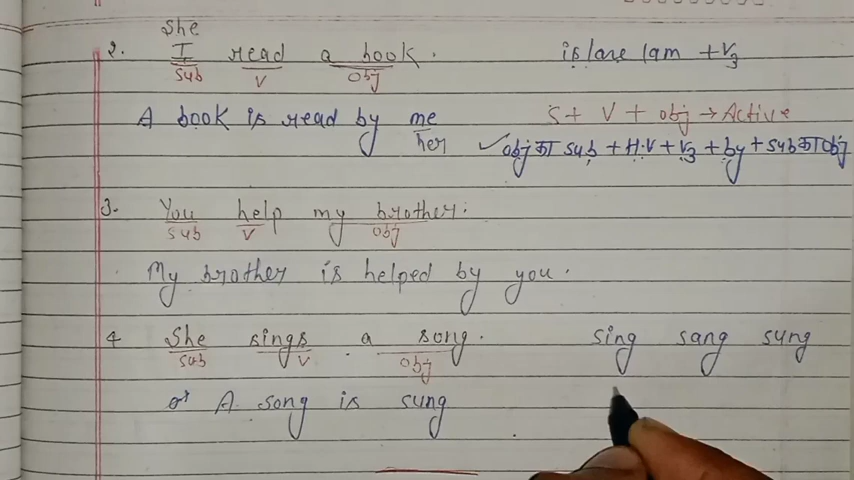 She
2. I read a book. is/are/am + V3
Sub V Obj
A book is read by me S + V + Obj → Active
her ✓ Obj का Sub + H.V + V3 + by + Sub का Obj
3. You help my brother.
Sub V Obj
My brother is helped by you.
4 She sings a song. sing sang sung
Sub V Obj
A song is sung